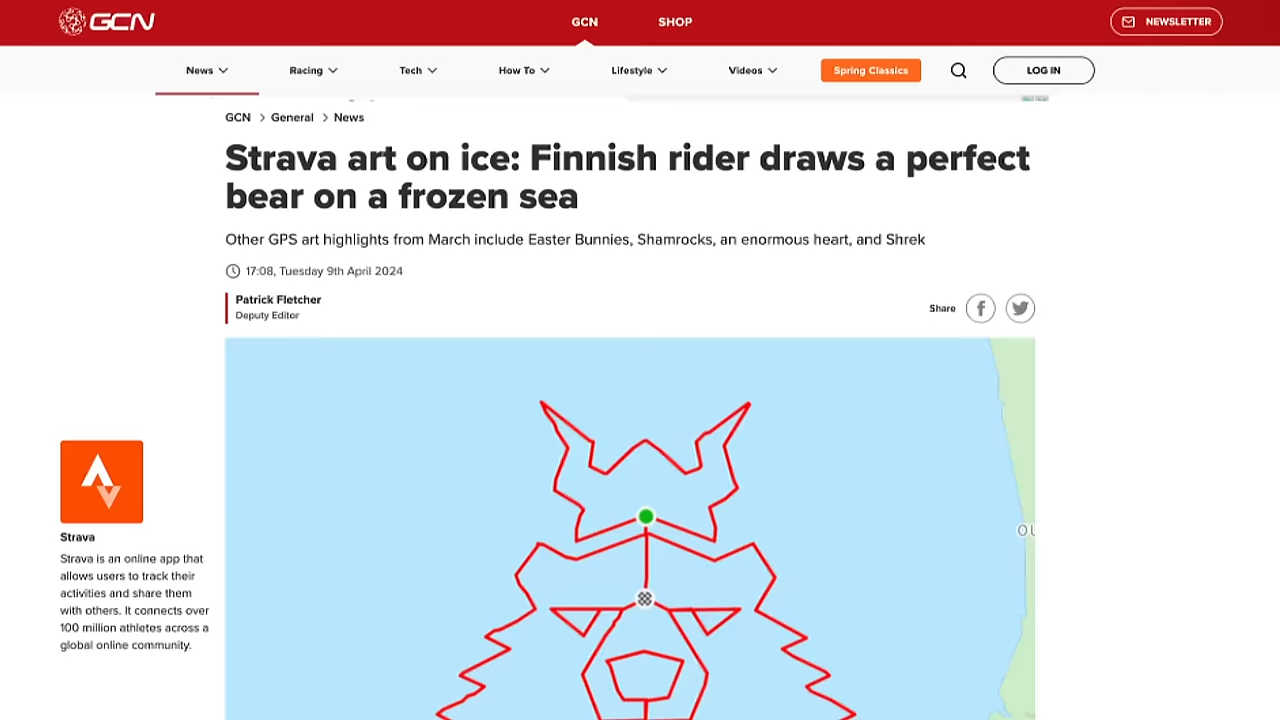 GCN
GCN
SHOP
NEWSLETTER
News
Racing
Tech
How To
Lifestyle
Videos
Spring Classics
LOG IN
GCN > General > News
Strava art on ice: Finnish rider draws a perfect
bear on a frozen sea
Other GPS art highlights from March include Easter Bunnies, Shamrocks, an enormous heart, and Shrek
17:08, Tuesday 9th April 2024
Patrick Fletcher
Deputy Editor
Share
OU
Strava
Strava is an online app that
allows users to track their
activities and share them
with others. It connects over
100 million athletes across a
global online community.